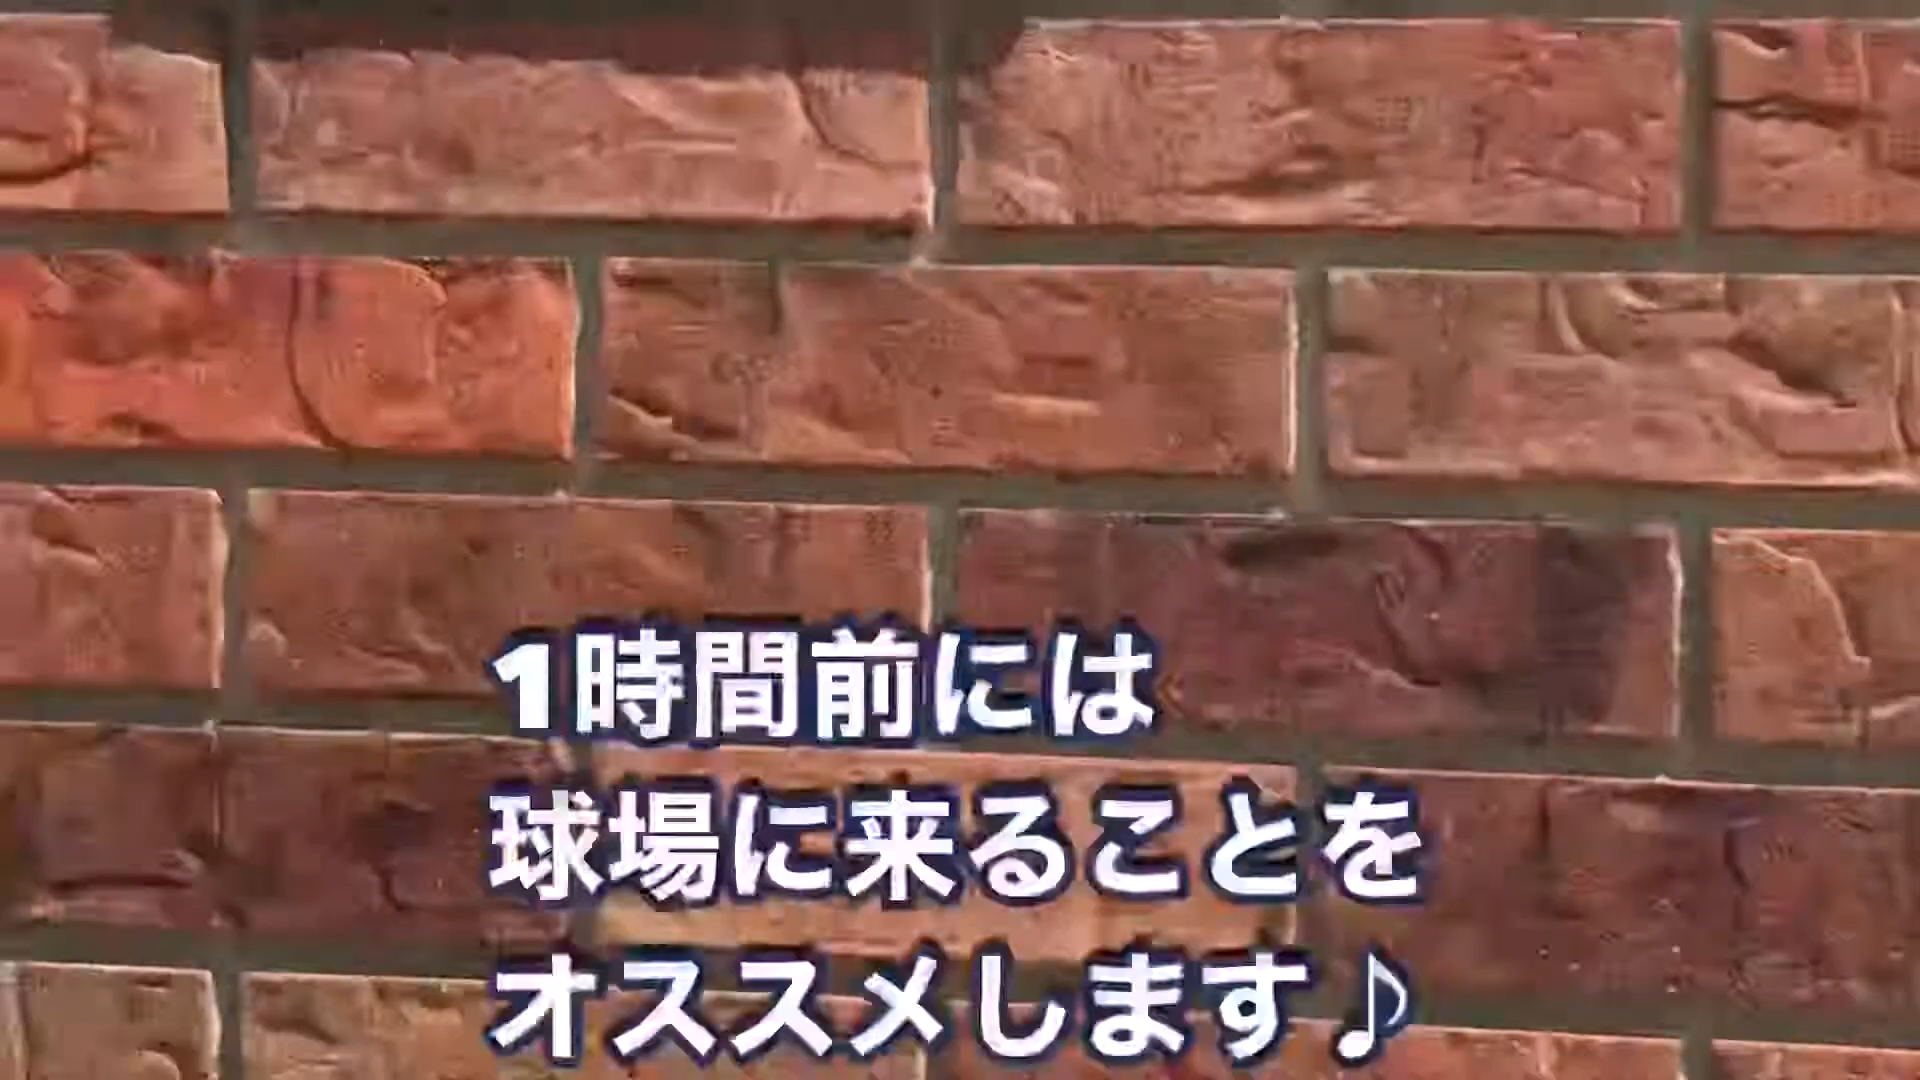 1時間前には
球場に来ることを
オススメします♪